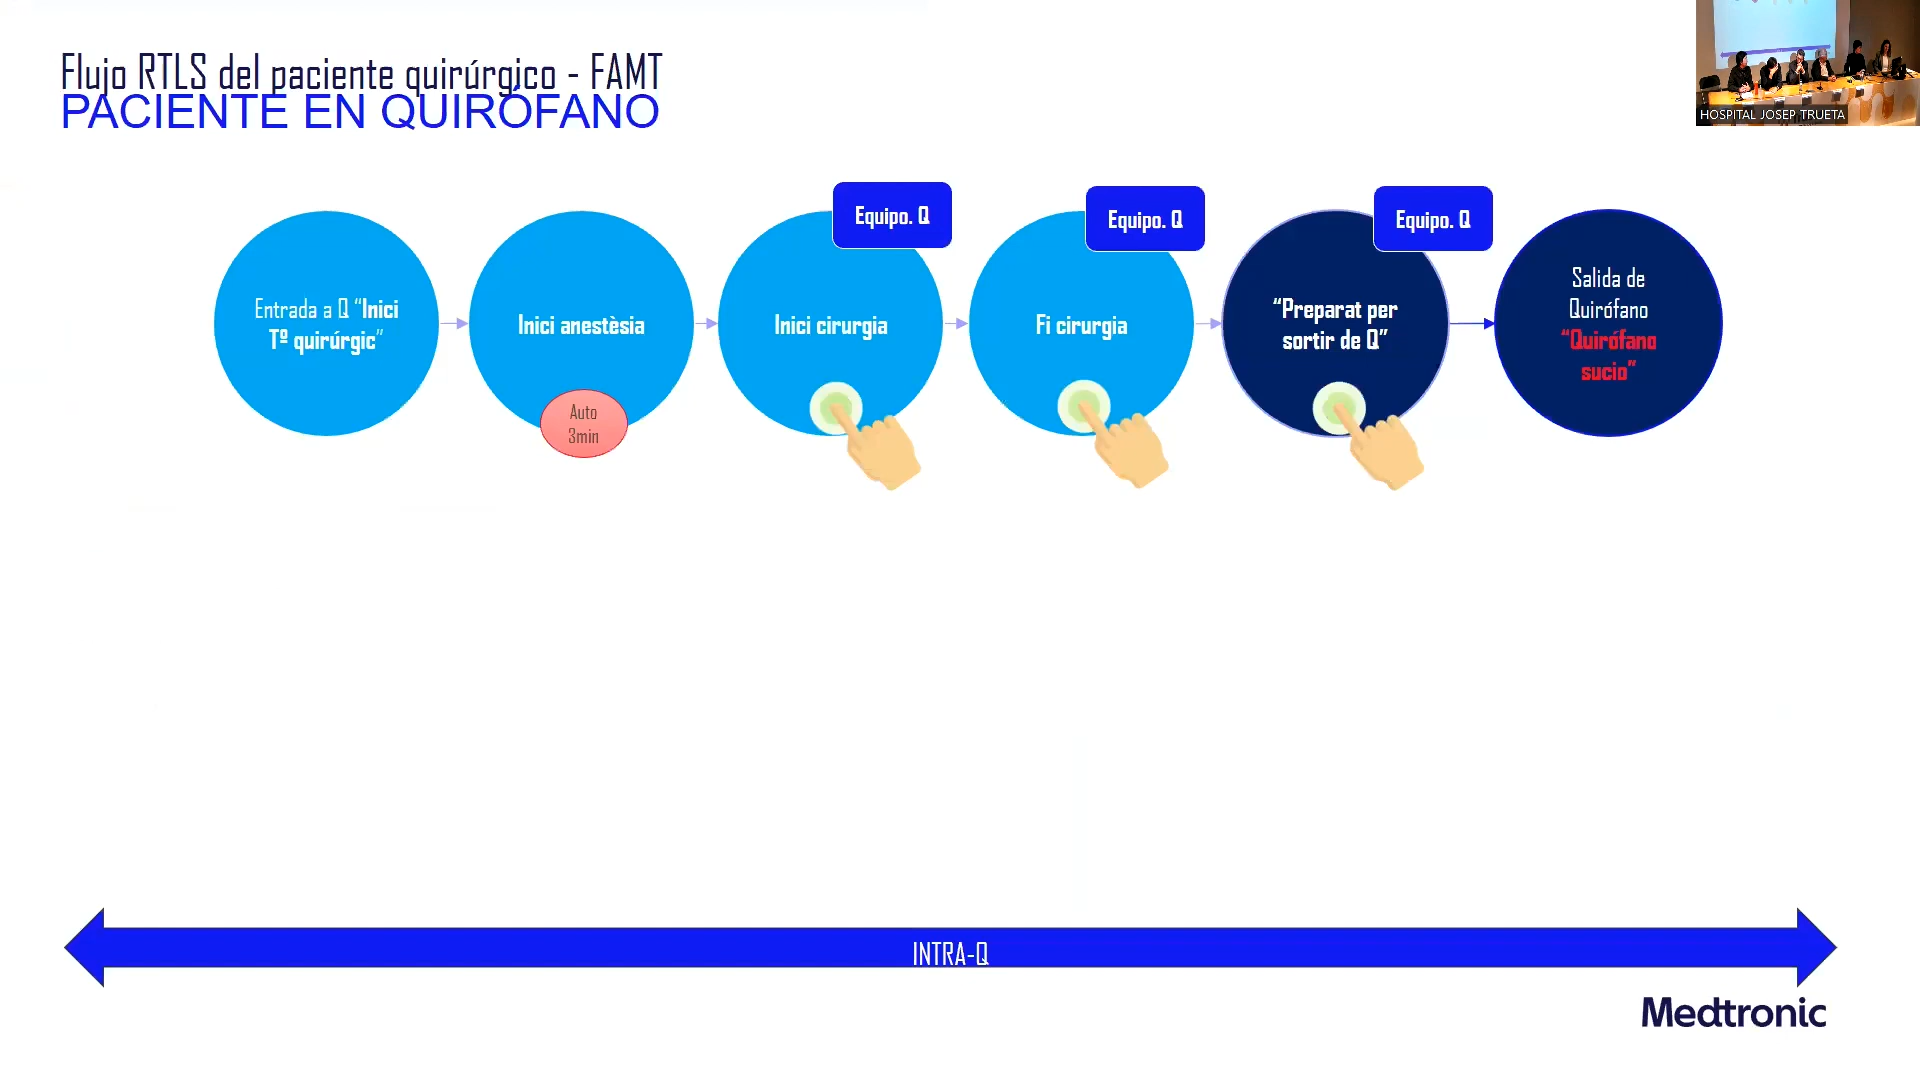 Flujo RTLS del paciente quirúrgico - FAMT
PACIENTE EN QUIRÓFANO
HOSPITAL JOSEP TRUETA
Equipo. Q
Equipo. Q
Equipo. Q
Entrada a Q “Inici
Tº quirúrgic”
Inici anestèsia
Inici cirurgia
Fi cirurgia
“Preparat per
sortir de Q”
Salida de
Quirófano
“Quirófano
sucio”
Auto
3min
INTRA-Q
Medtronic